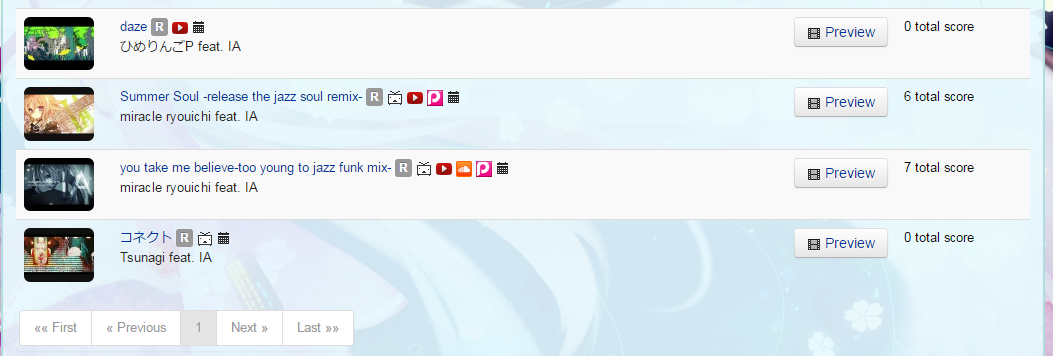 daze R
ひめりんごP feat. IA
Preview
0 total score
Summer Soul -release the jazz soul remix- R
miracle ryouichi feat. IA
Preview
6 total score
you take me believe-too young to jazz funk mix- R
miracle ryouichi feat. IA
Preview
7 total score
コネクト R
Tsunagi feat. IA
Preview
0 total score
«« First « Previous 1 Next » Last »»